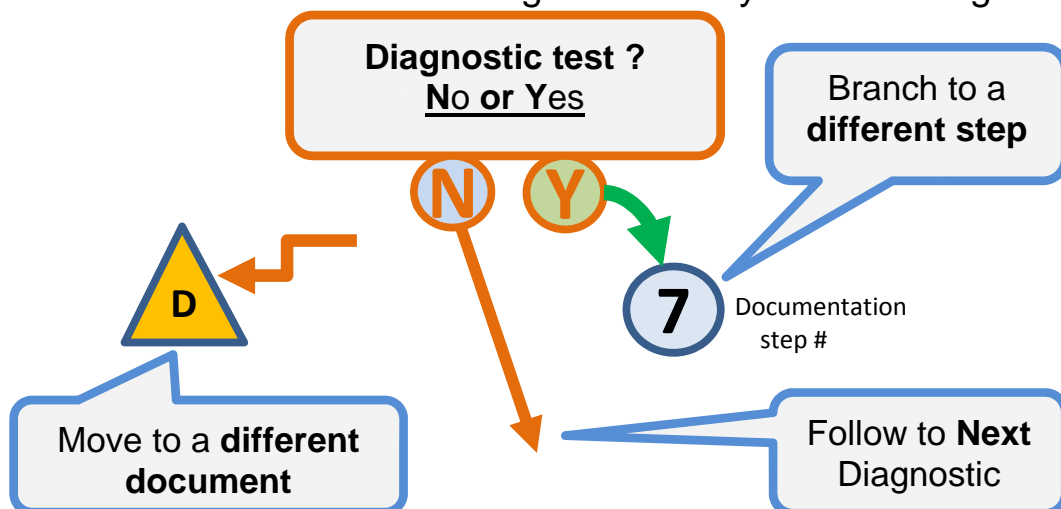 Diagnostic test ?
No or Yes
Branch to a
different step
N Y
D
7
Documentation
step #
Move to a different
document
Follow to Next
Diagnostic